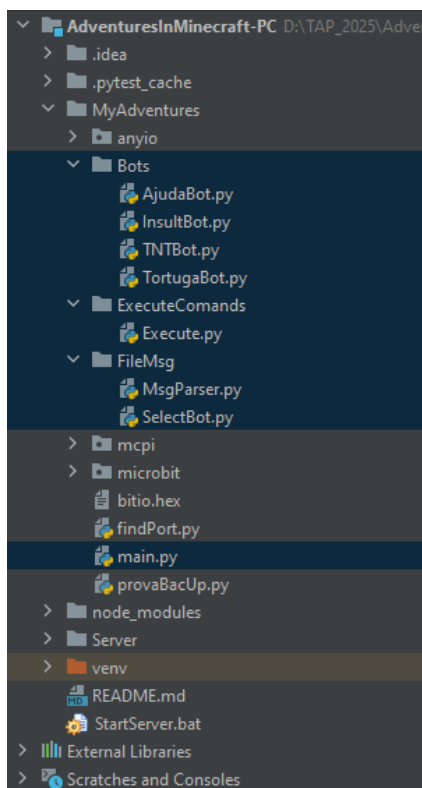 AdventuresInMinecraft-PC D:\TAP_2025\Adve
.idea
.pytest_cache
MyAdventures
anyio
Bots
AjudaBot.py
InsultBot.py
TNTBot.py
TortugaBot.py
ExecuteComands
Execute.py
FileMsg
MsgParser.py
SelectBot.py
mcpi
microbit
bitio.hex
findPort.py
main.py
provaBacUp.py
node_modules
Server
venv
MD README.md
StartServer.bat
External Libraries
Scratches and Consoles